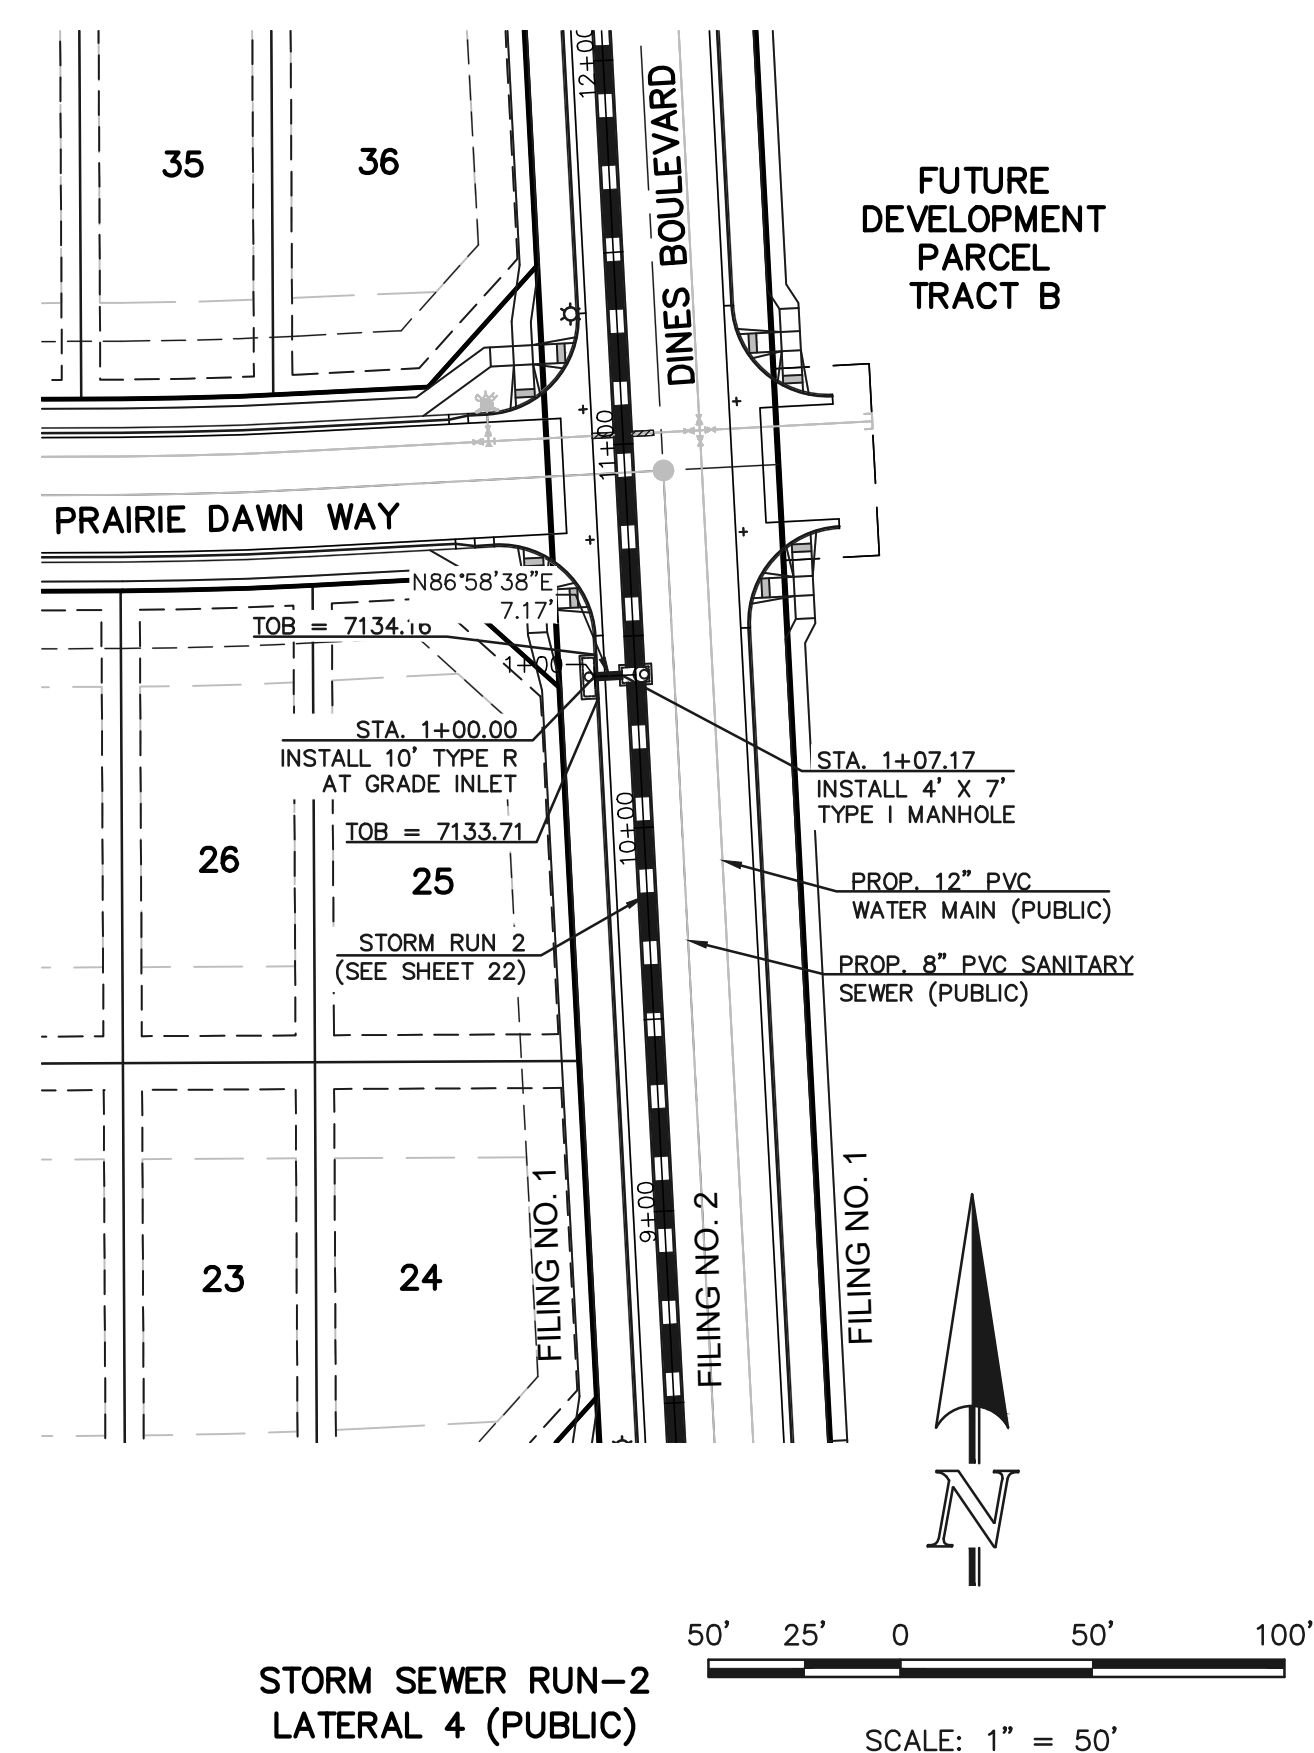 12+00
DINES BOULEVARD
35
36
FUTURE
DEVELOPMENT
PARCEL
TRACT B
11+00
PRAIRIE DAWN WAY
N86°58'38"E
7.17'
TOB = 7134.16
1+00
STA. 1+00.00
INSTALL 10' TYPE R
AT GRADE INLET
STA. 1+07.17
INSTALL 4' X 7'
TYPE I MANHOLE
TOB = 7133.71
10+00
26
25
PROP. 12" PVC
WATER MAIN (PUBLIC)
STORM RUN 2
(SEE SHEET 22)
PROP. 8" PVC SANITARY
SEWER (PUBLIC)
9+00
FILING NO. 1
FILING NO. 2
FILING NO. 1
23
24
N
50' 25' 0 50' 100'
STORM SEWER RUN-2
LATERAL 4 (PUBLIC)
SCALE: 1" = 50'